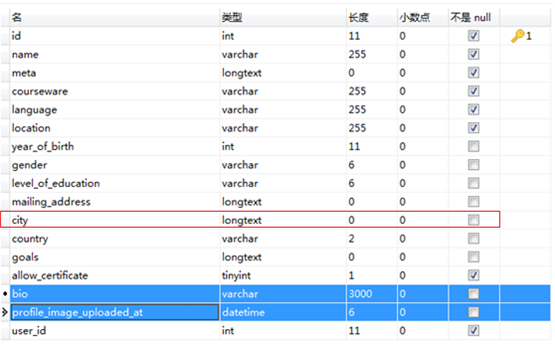 名 类型 长度 小数点 不是 null
id int 11 0 1
name varchar 255 0
meta longtext 0 0
courseware varchar 255 0
language varchar 255 0
location varchar 255 0
year_of_birth int 11 0
gender varchar 6 0
level_of_education varchar 6 0
mailing_address longtext 0 0
city longtext 0 0
country varchar 2 0
goals longtext 0 0
allow_certificate tinyint 1 0
bio varchar 3000 0
profile_image_uploaded_at datetime 6 0
user_id int 11 0